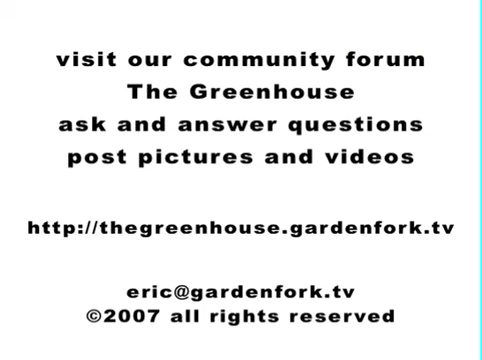 visit our community forum
The Greenhouse
ask and answer questions
post pictures and videos
http://thegreenhouse.gardenfork.tv
eric@gardenfork.tv
©2007 all rights reserved